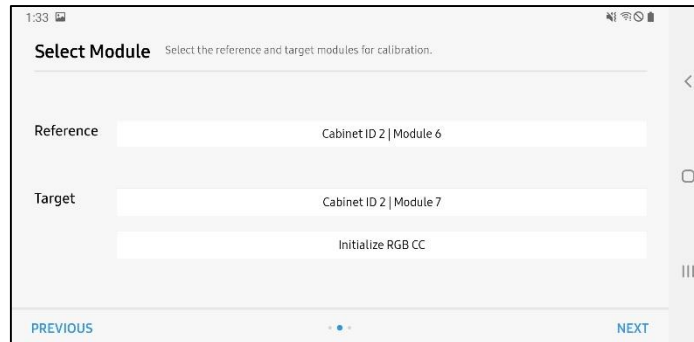 1:33
Select Module Select the reference and target modules for calibration.
Reference Cabinet ID 2 | Module 6
Target Cabinet ID 2 | Module 7
Initialize RGB CC
PREVIOUS NEXT